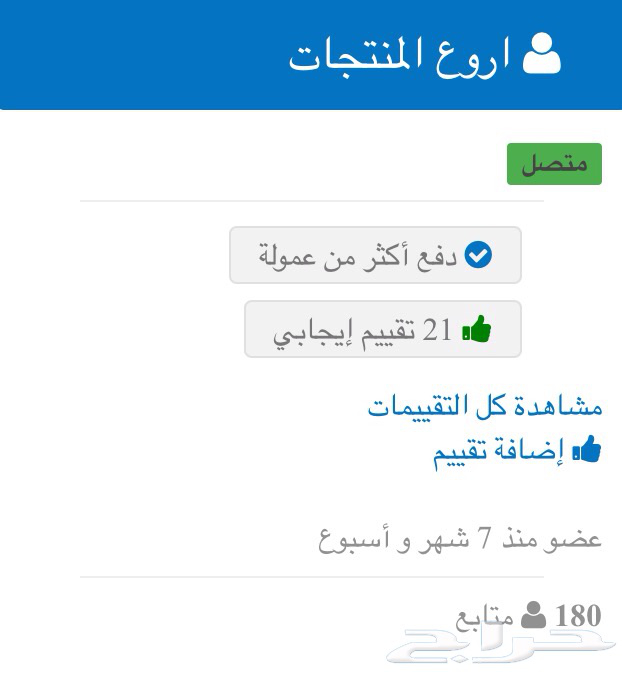 اروع المنتجات
متصل
دفع أكثر من عمولة
21 تقييم إيجابي
مشاهدة كل التقييمات
إضافة تقييم
عضو منذ 7 شهر و أسبوع
180 متابع
حراج